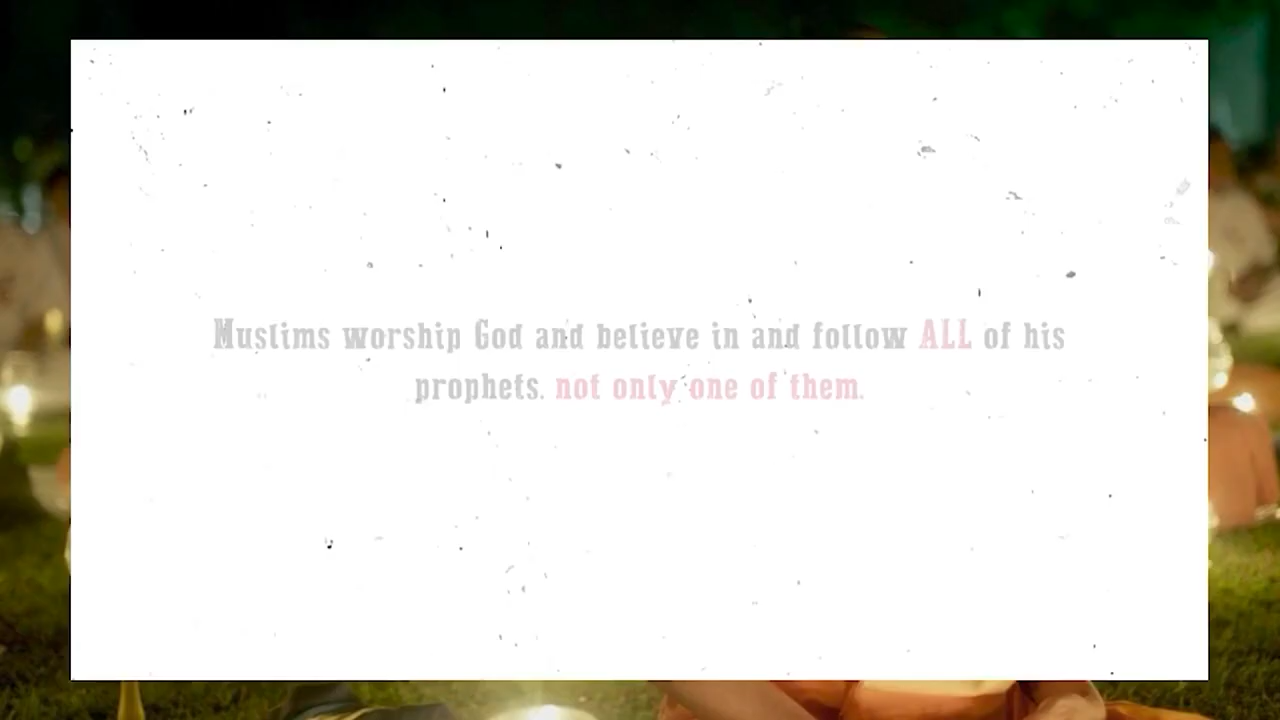 Muslims worship God and believe in and follow ALL of his
prophets. not only one of them.